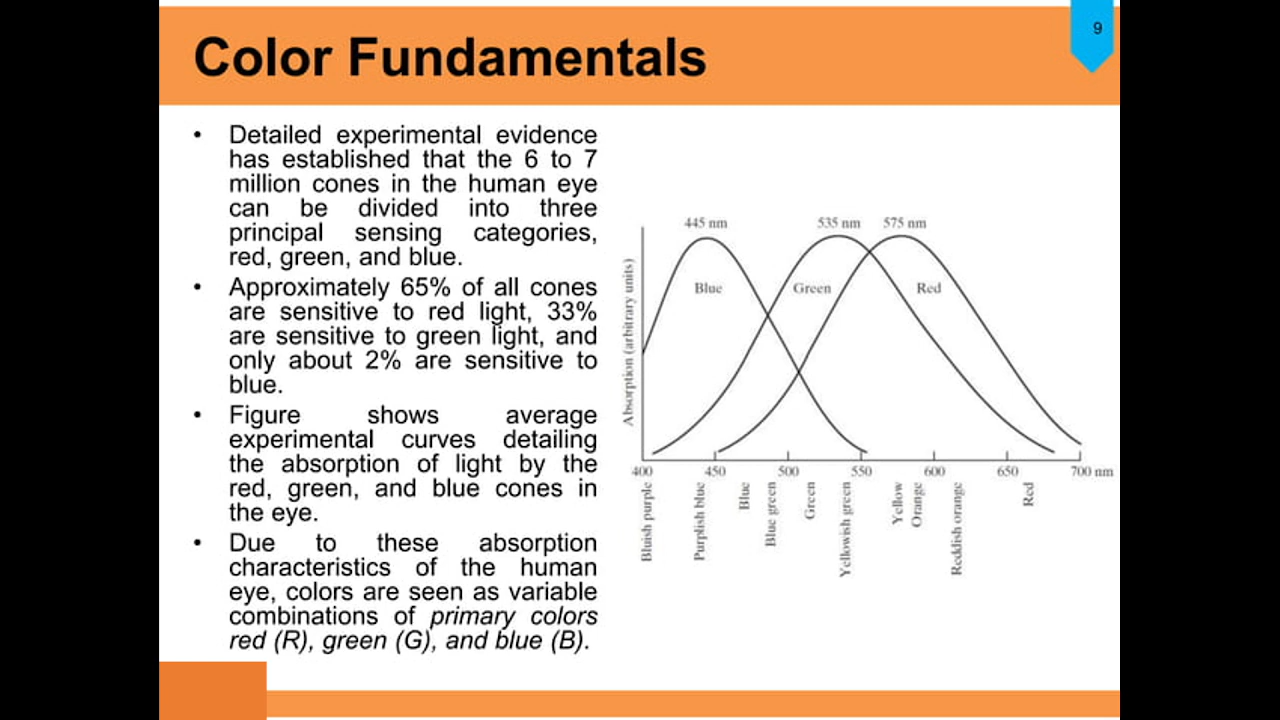 9
Color Fundamentals
• Detailed experimental evidence
has established that the 6 to 7
million cones in the human eye
can be divided into three
principal sensing categories,
red, green, and blue.
• Approximately 65% of all cones
are sensitive to red light, 33%
are sensitive to green light, and
only about 2% are sensitive to
blue.
• Figure shows average
experimental curves detailing
the absorption of light by the
red, green, and blue cones in
the eye.
• Due to these absorption
characteristics of the human
eye, colors are seen as variable
combinations of primary colors
red (R), green (G), and blue (B).
445 nm 535 nm 575 nm
Blue Green Red
Absorption (arbitrary units)
400 450 500 550 600 650 700 nm
Bluish purple
Purplish blue
Blue
Blue green
Green
Yellowish green
Yellow
Orange
Reddish orange
Red